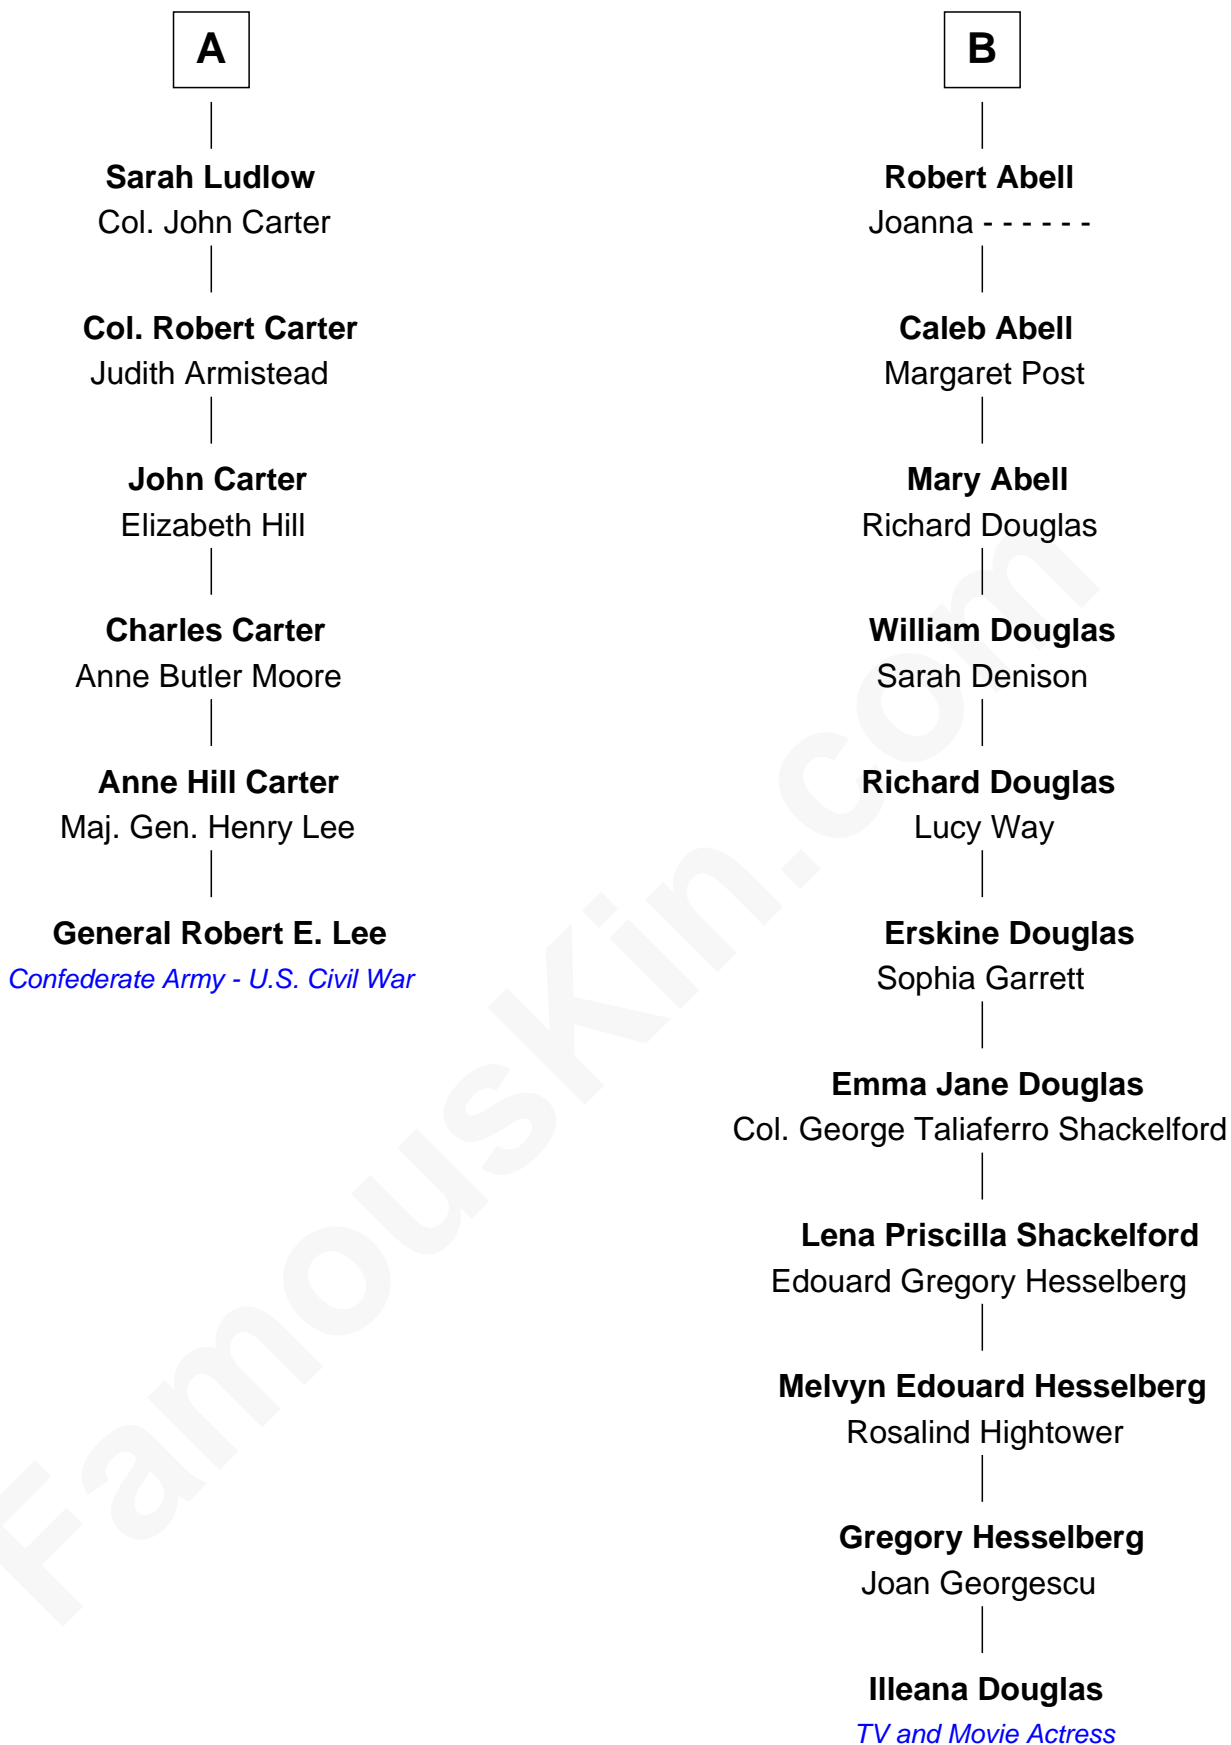 A
Sarah Ludlow
Col. John Carter
Col. Robert Carter
Judith Armistead
John Carter
Elizabeth Hill
Charles Carter
Anne Butler Moore
Anne Hill Carter
Maj. Gen. Henry Lee
General Robert E. Lee
Confederate Army - U.S. Civil War
B
Robert Abell
Joanna - - - - - -
Caleb Abell
Margaret Post
Mary Abell
Richard Douglas
William Douglas
Sarah Denison
Richard Douglas
Lucy Way
Erskine Douglas
Sophia Garrett
Emma Jane Douglas
Col. George Taliaferro Shackelford
Lena Priscilla Shackelford
Edouard Gregory Hesselberg
Melvyn Edouard Hesselberg
Rosalind Hightower
Gregory Hesselberg
Joan Georgescu
Illeana Douglas
TV and Movie Actress
FamousKin.com